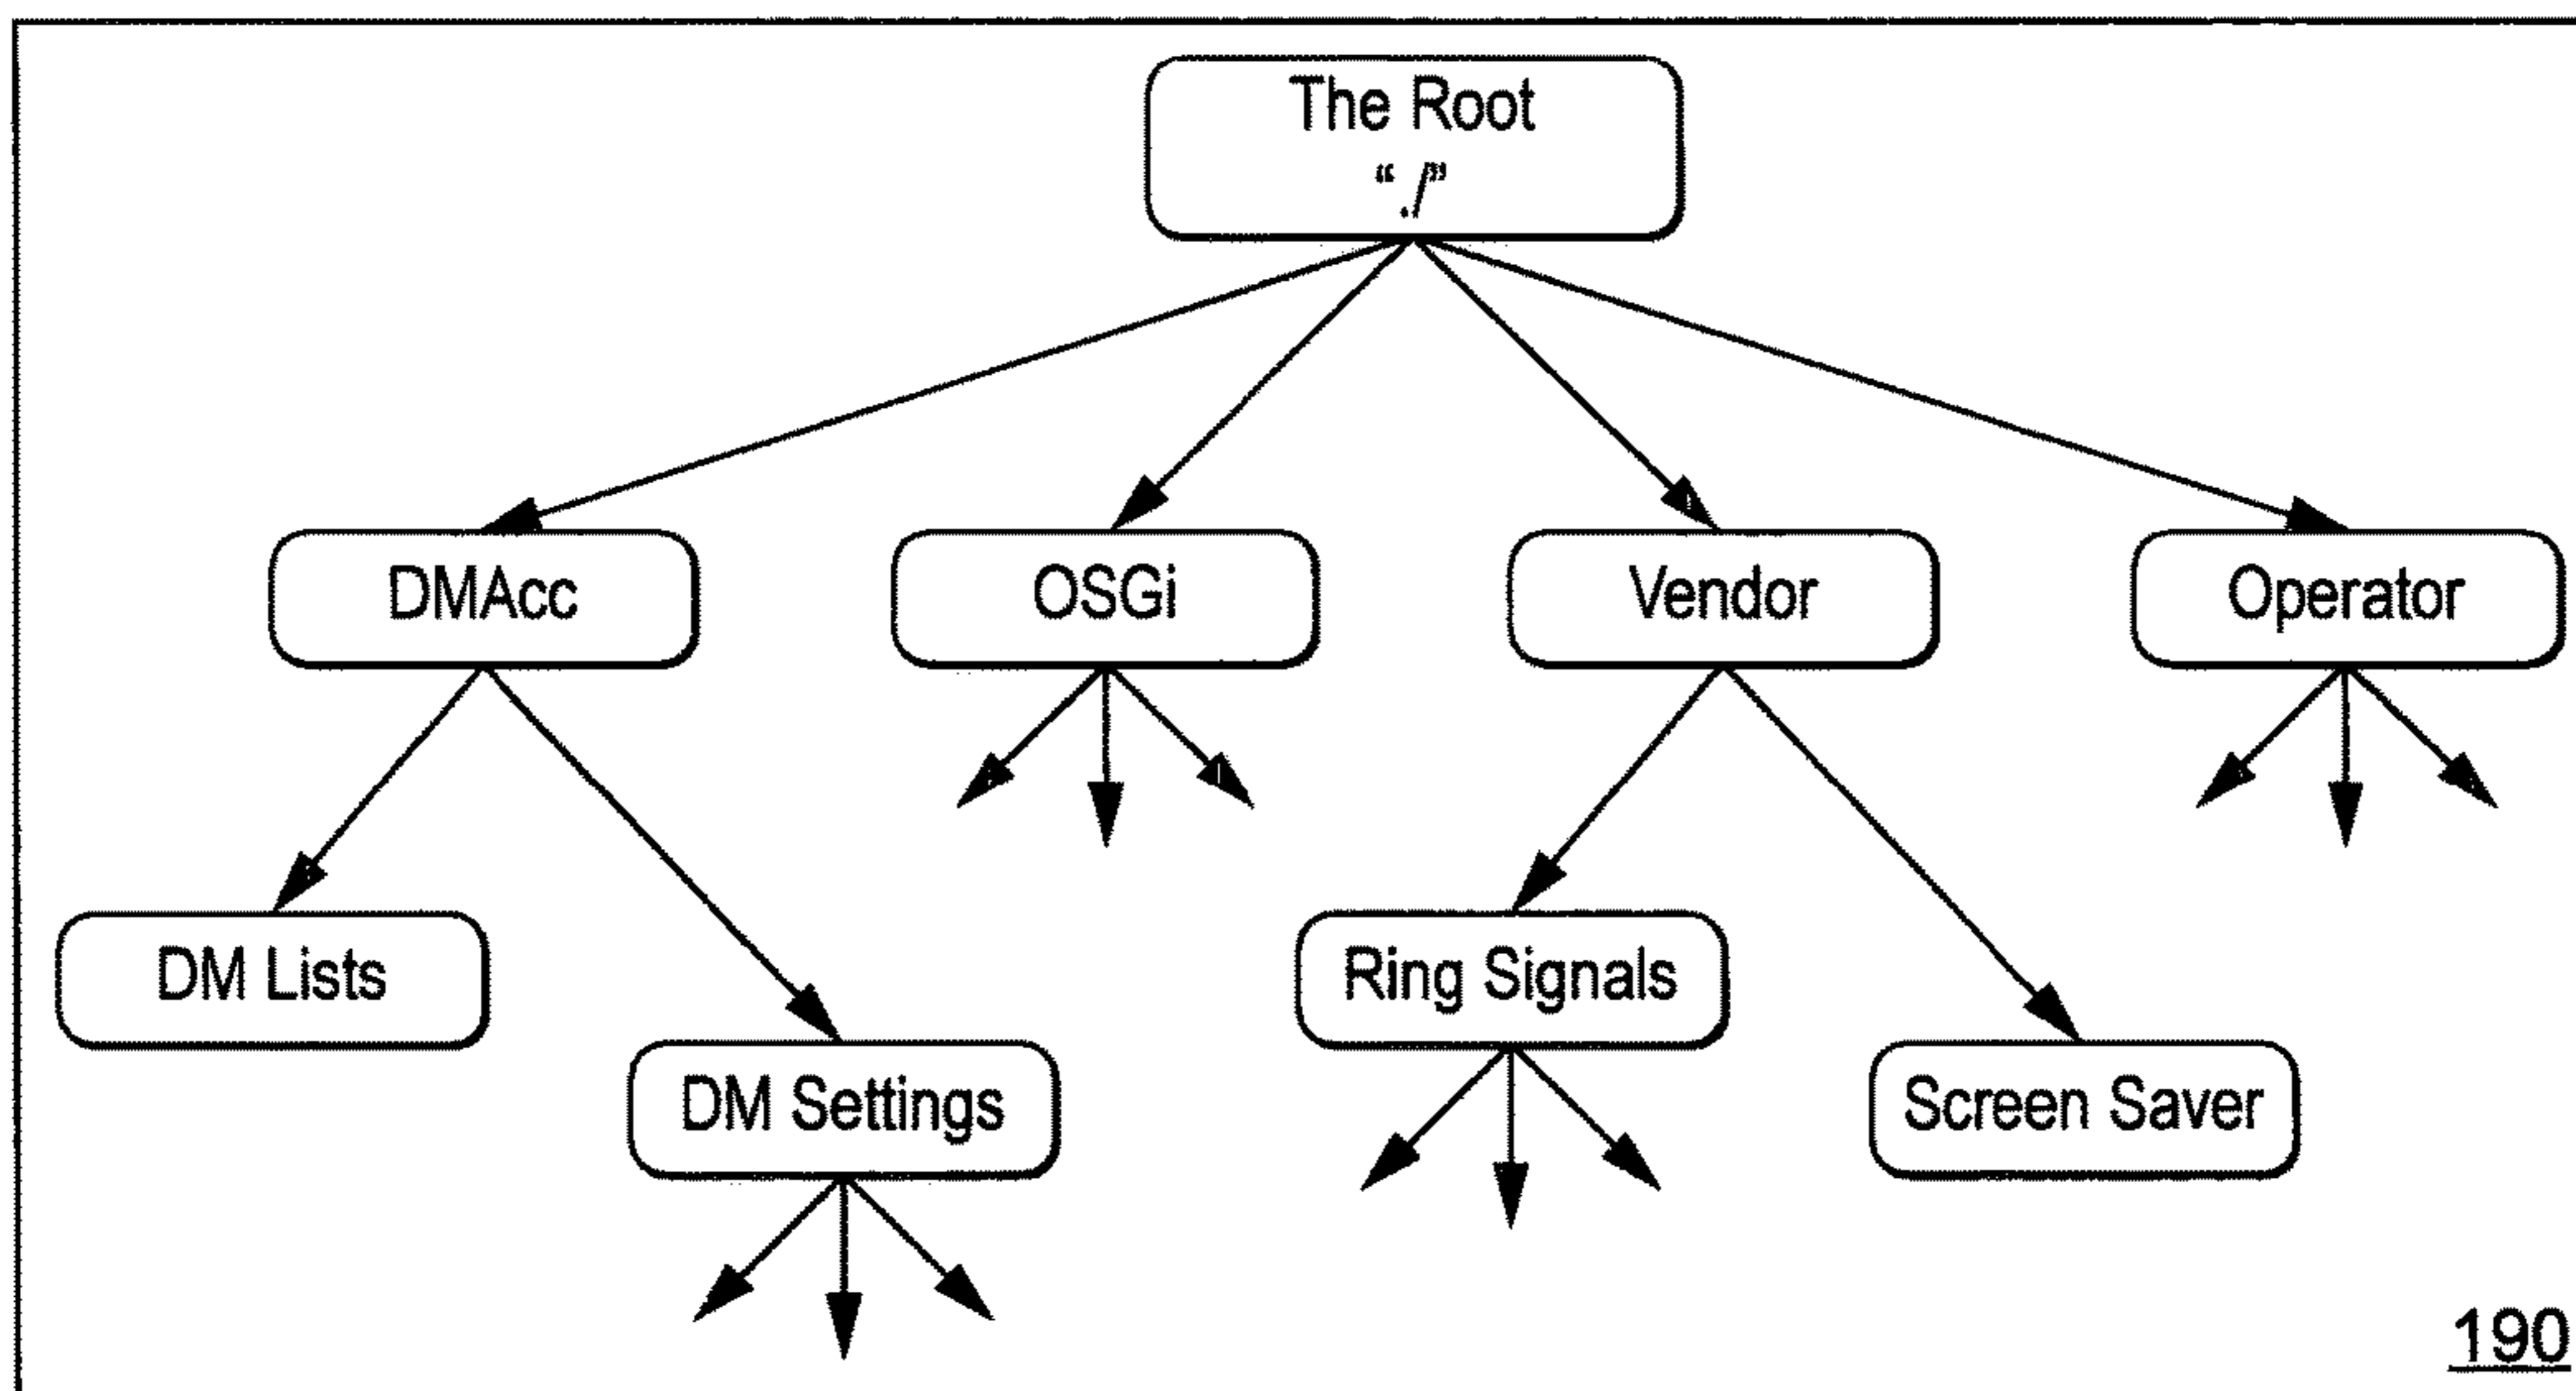 The Root
“./”
DMAcc
OSGi
Vendor
Operator
DM Lists
Ring Signals
DM Settings
Screen Saver
190